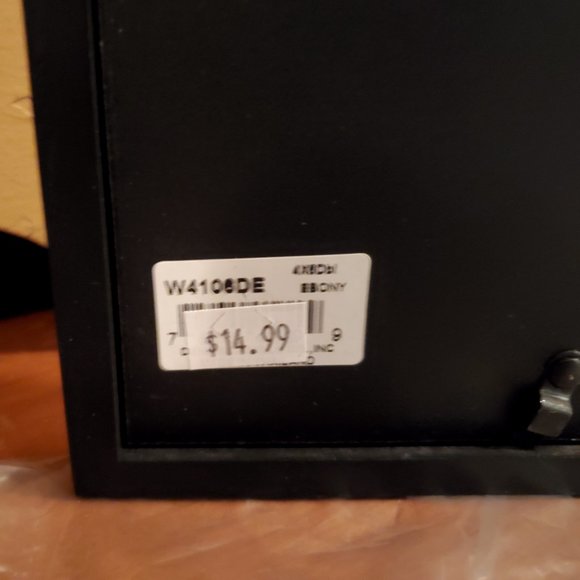 W4106DE
4X6Dbl
EBONY
7 9
$14.99
INC